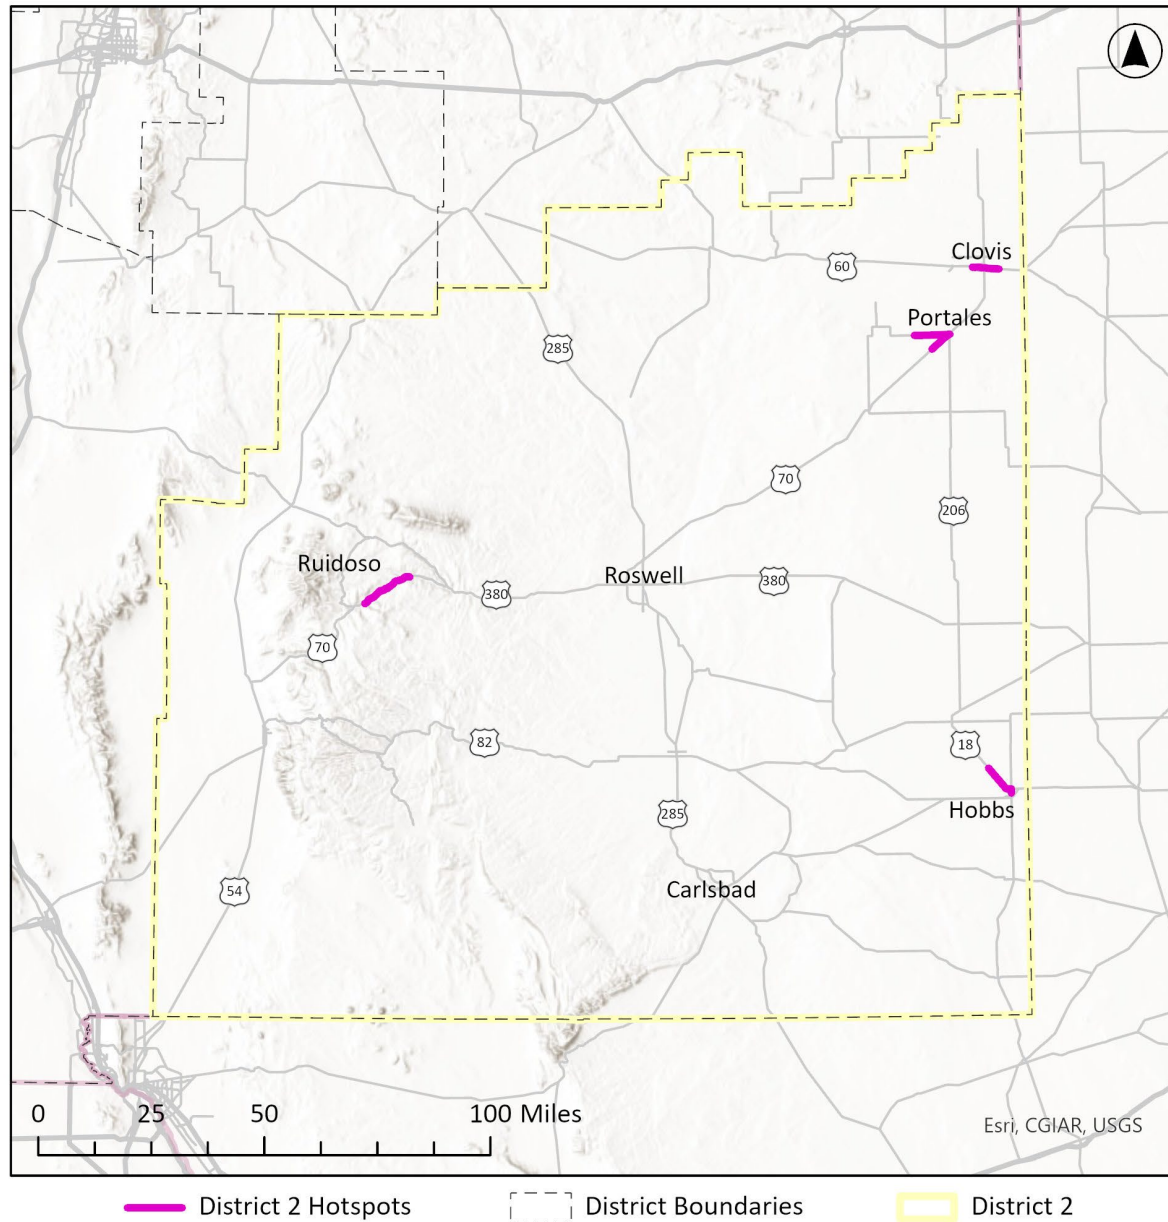 Clovis
60
Portales
285
70
206
Ruidoso
Roswell
380
380
70
82
18
285
Hobbs
Carlsbad
54
0 25 50 100 Miles
Esri, CGIAR, USGS
District 2 Hotspots District Boundaries District 2